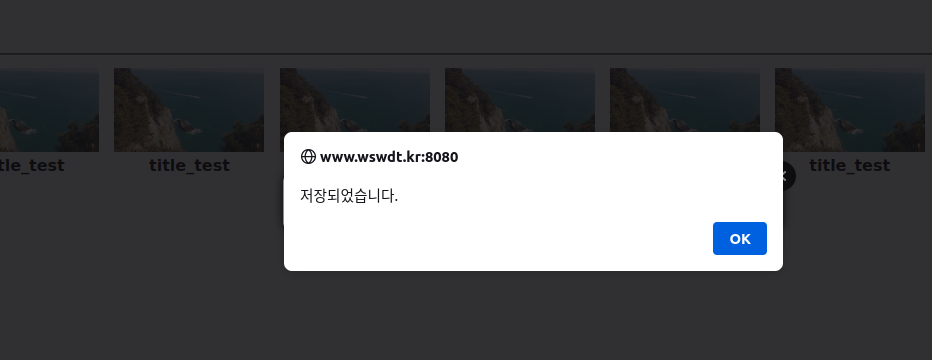 tle_test
title_test
title_test
www.wswdt.kr:8080
저장되었습니다.
OK